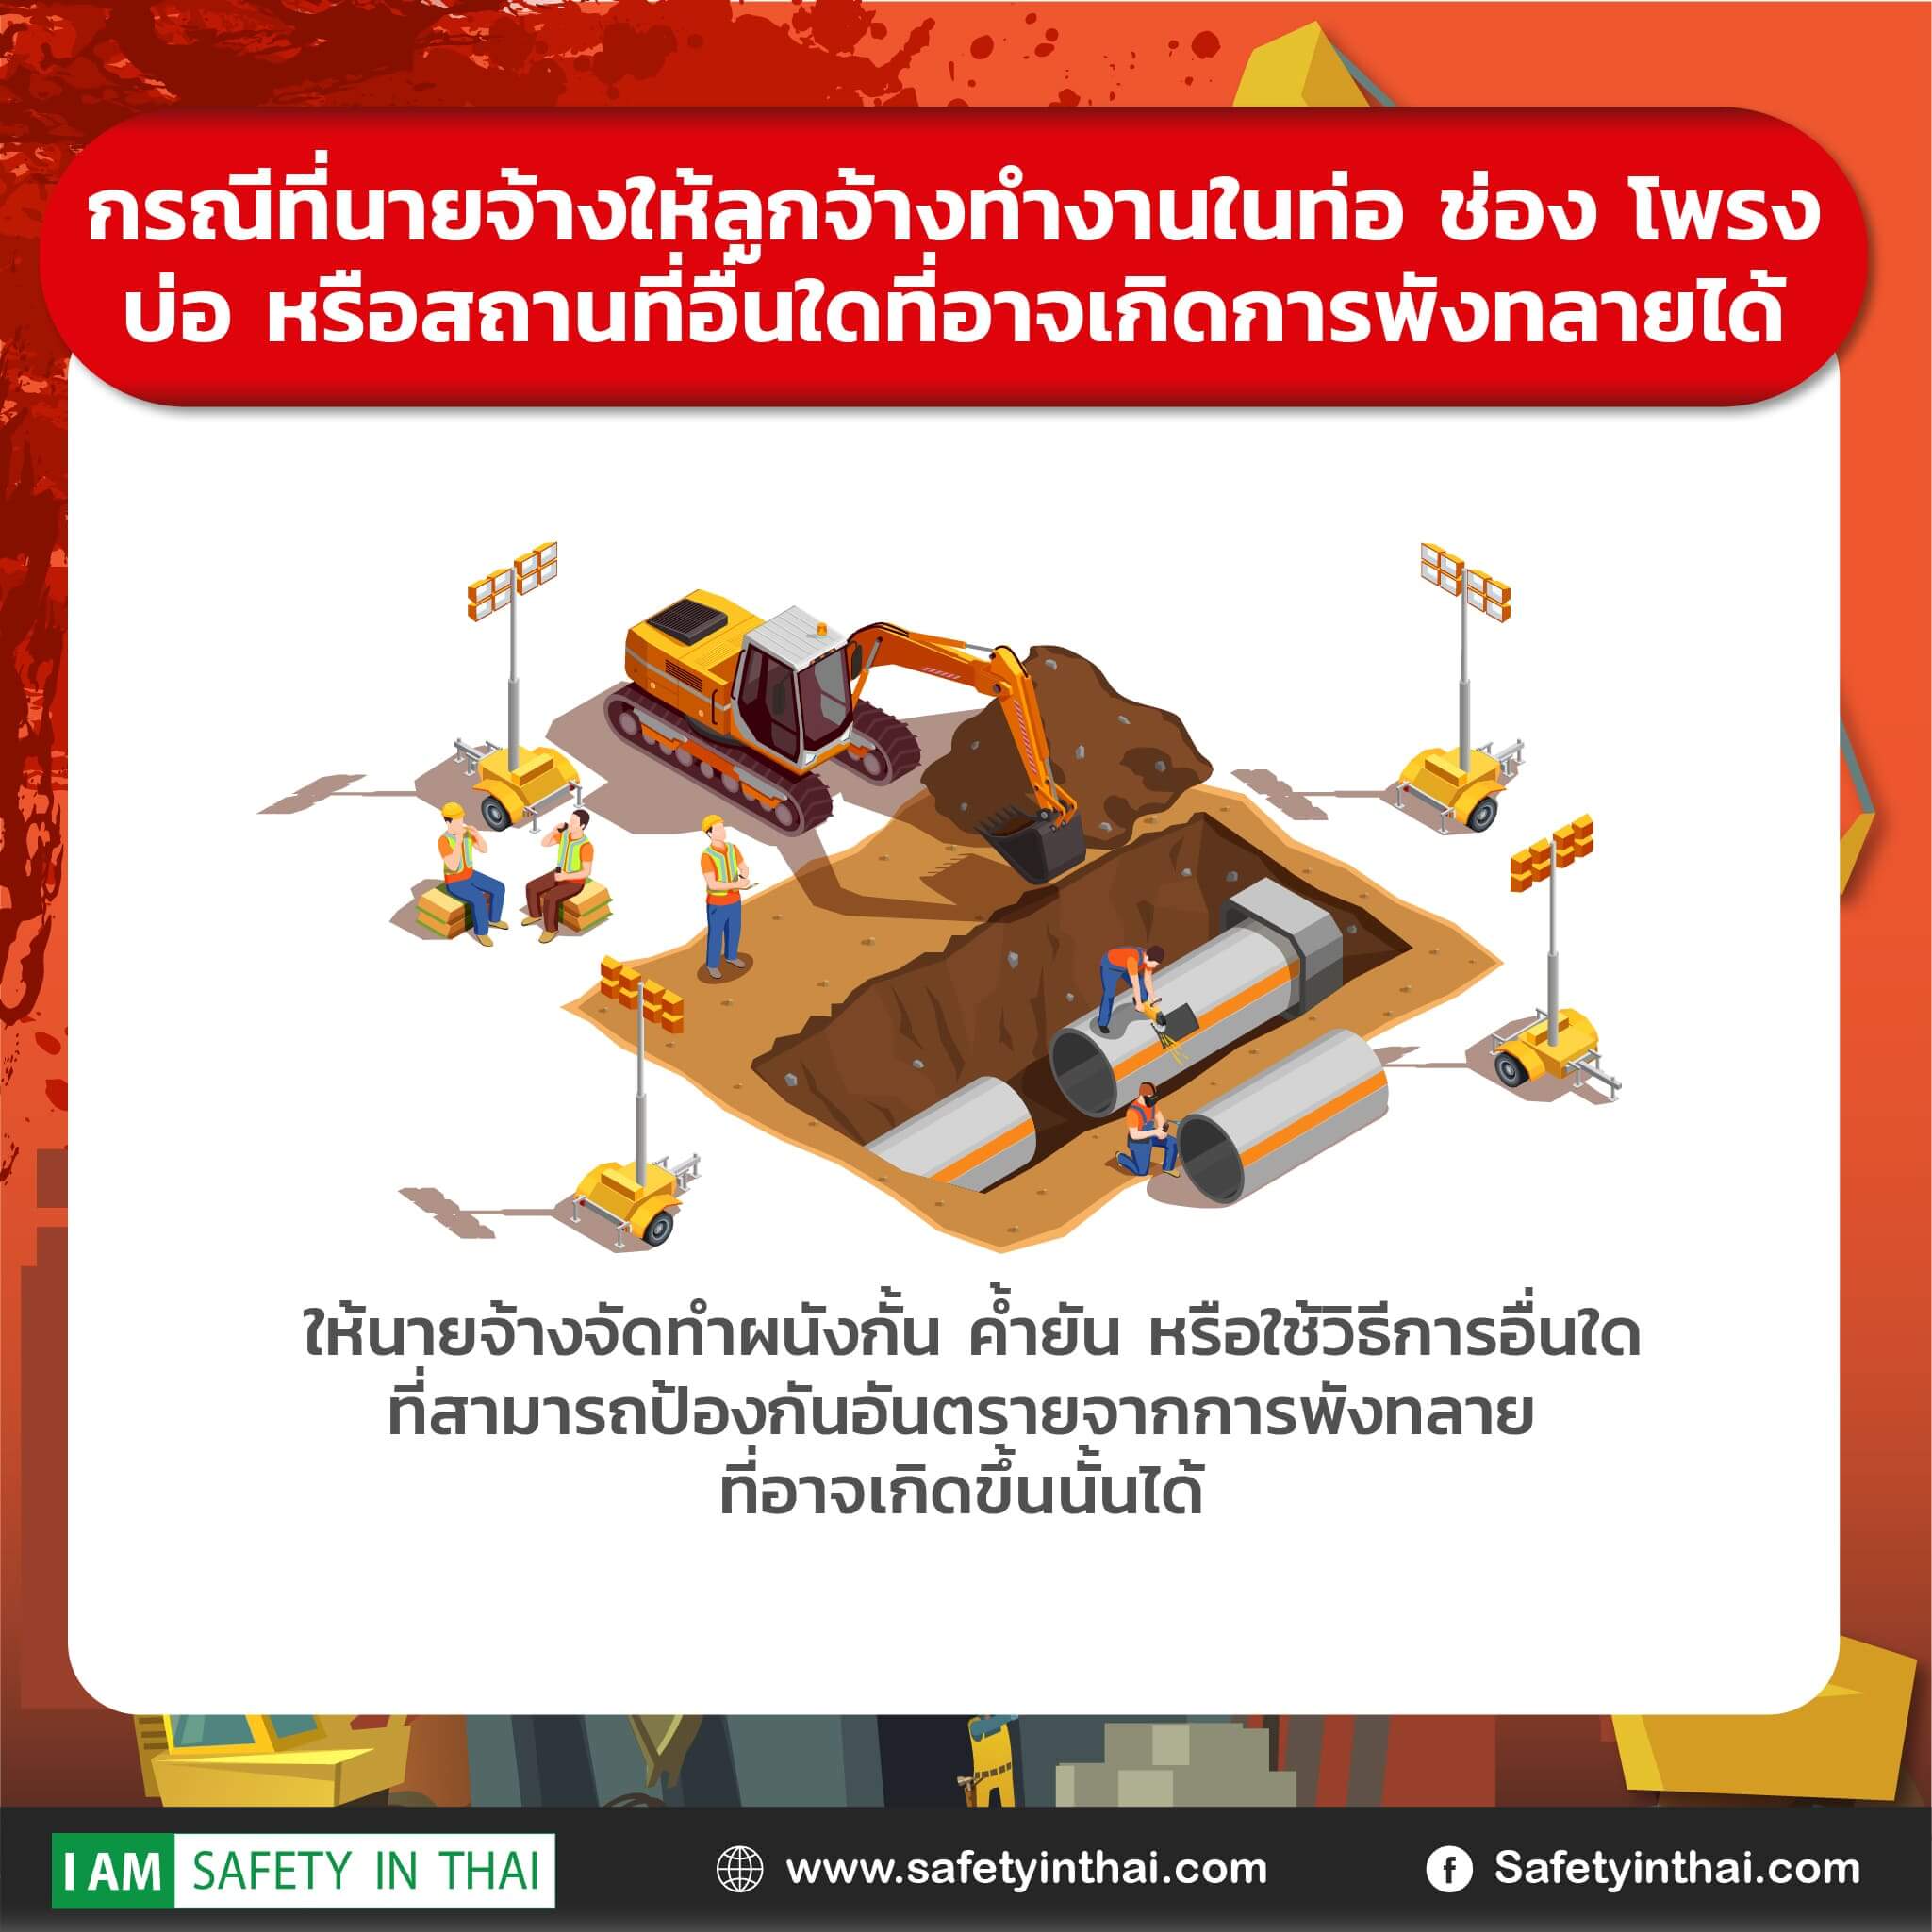 กรณีที่นายจ้างให้ลูกจ้างทำงานในท่อ ช่อง โพรง
บ่อ หรือสถานที่อื่นใดที่อาจเกิดการพังทลายได้
ให้นายจ้างจัดทำผนังกั้น ค้ำยัน หรือใช้วิธีการอื่นใด
ที่สามารถป้องกันอันตรายจากการพังทลาย
ที่อาจเกิดขึ้นนั้นได้
I AM SAFETY IN THAI
www.safetyinthai.com
Safetyinthai.com